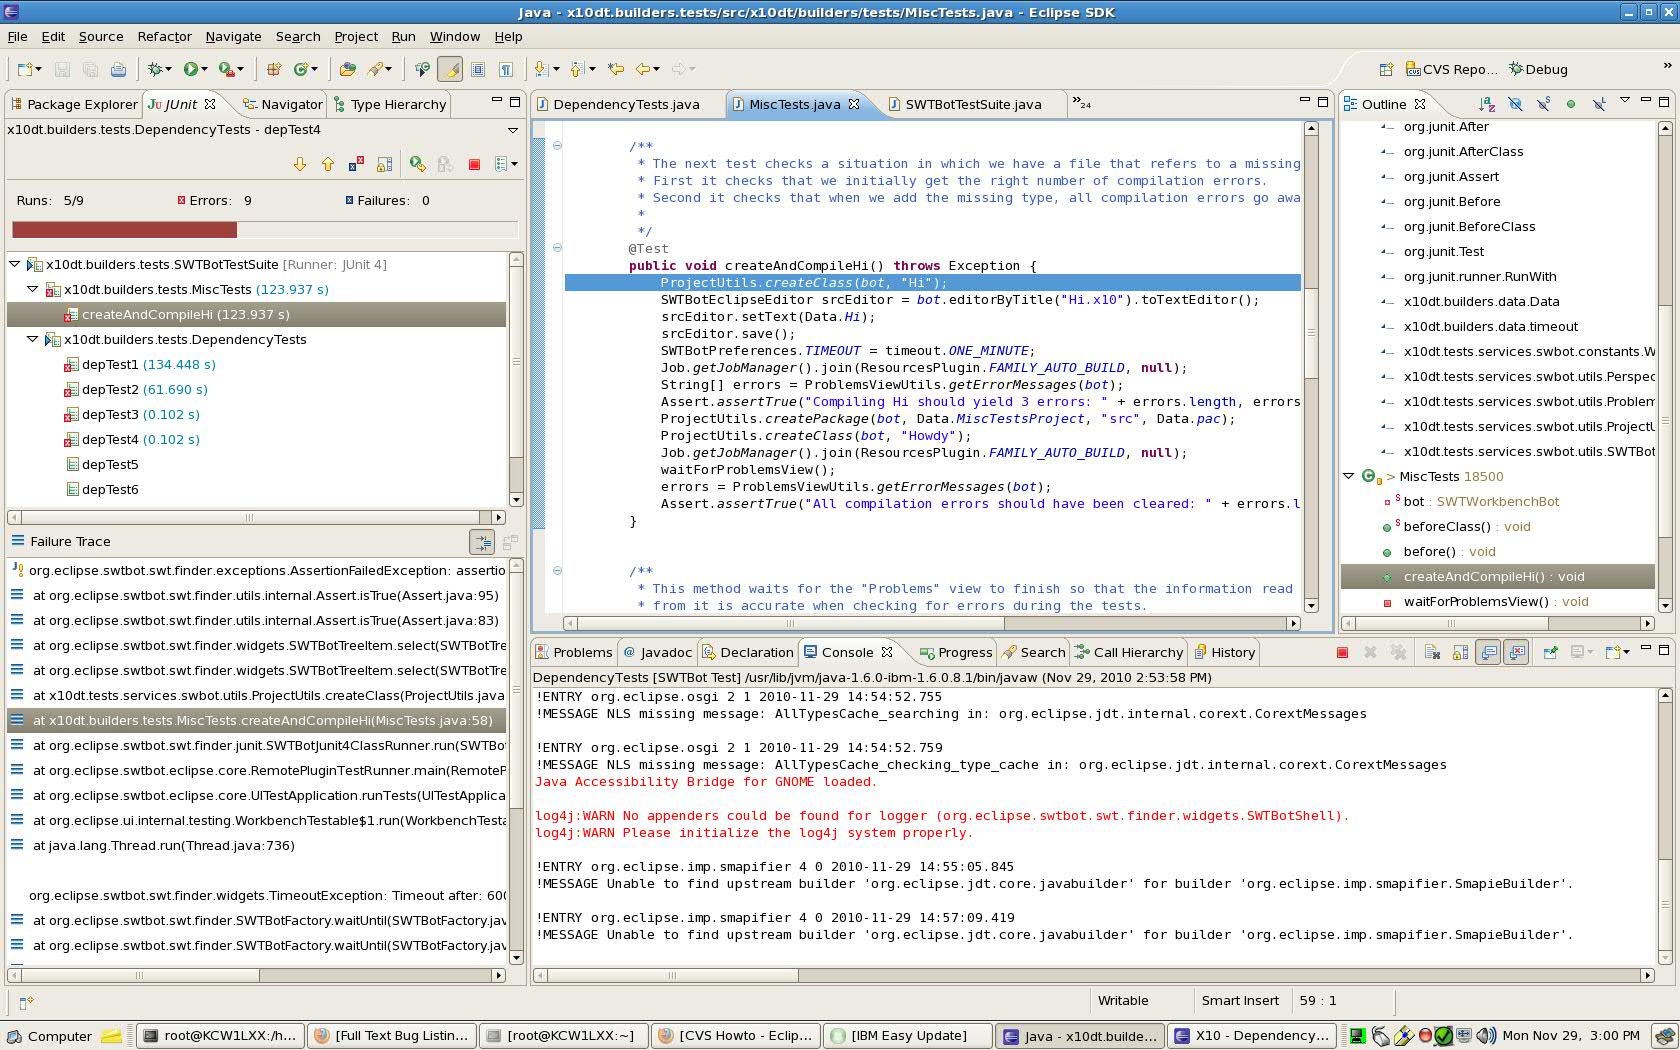 Java - x10dt.builders.tests/src/x10dt/builders/tests/MiscTests.java - Eclipse SDK
File Edit Source Refactor Navigate Search Project Run Window Help
CVS Repo... Debug
Package Explorer JUnit Navigator Type Hierarchy
x10dt.builders.tests.DependencyTests - depTest4
Runs: 5/9 Errors: 9 Failures: 0
x10dt.builders.tests.SWTBotTestSuite [Runner: JUnit 4]
x10dt.builders.tests.MiscTests (123.937 s)
createAndCompileHi (123.937 s)
x10dt.builders.tests.DependencyTests
depTest1 (134.448 s)
depTest2 (61.690 s)
depTest3 (0.102 s)
depTest4 (0.102 s)
depTest5
depTest6
Failure Trace
org.eclipse.swtbot.swt.finder.exceptions.AssertionFailedException: assertio
at org.eclipse.swtbot.swt.finder.utils.internal.Assert.isTrue(Assert.java:95)
at org.eclipse.swtbot.swt.finder.utils.internal.Assert.isTrue(Assert.java:83)
at org.eclipse.swtbot.swt.finder.widgets.SWTBotTreeItem.select(SWTBotTre
at org.eclipse.swtbot.swt.finder.widgets.SWTBotTreeItem.select(SWTBotTre
at x10dt.tests.services.swbot.utils.ProjectUtils.createClass(ProjectUtils.java
at x10dt.builders.tests.MiscTests.createAndCompileHi(MiscTests.java:58)
at org.eclipse.swtbot.swt.finder.junit.SWTBotJunit4ClassRunner.run(SWTBo
at org.eclipse.swtbot.eclipse.core.RemotePluginTestRunner.main(RemoteP
at org.eclipse.swtbot.eclipse.core.UITestApplication.runTests(UITestApplica
at org.eclipse.ui.internal.testing.WorkbenchTestable$1.run(WorkbenchTesta
at java.lang.Thread.run(Thread.java:736)
org.eclipse.swtbot.swt.finder.widgets.TimeoutException: Timeout after: 600
at org.eclipse.swtbot.swt.finder.SWTBotFactory.waitUntil(SWTBotFactory.jav
at org.eclipse.swtbot.swt.finder.SWTBotFactory.waitUntil(SWTBotFactory.jav
DependencyTests.java MiscTests.java SWTBotTestSuite.java »24
/**
* The next test checks a situation in which we have a file that refers to a missing
* First it checks that we initially get the right number of compilation errors.
* Second it checks that when we add the missing type, all compilation errors go awa
*
*/
@Test
public void createAndCompileHi() throws Exception {
ProjectUtils.createClass(bot, "Hi");
SWTBotEclipseEditor srcEditor = bot.editorByTitle("Hi.x10").toTextEditor();
srcEditor.setText(Data.Hi);
srcEditor.save();
SWTBotPreferences.TIMEOUT = timeout.ONE_MINUTE;
Job.getJobManager().join(ResourcesPlugin.FAMILY_AUTO_BUILD, null);
String[] errors = ProblemsViewUtils.getErrorMessages(bot);
Assert.assertTrue("Compiling Hi should yield 3 errors: " + errors.length, errors
ProjectUtils.createPackage(bot, Data.MiscTestsProject, "src", Data.pac);
ProjectUtils.createClass(bot, "Howdy");
Job.getJobManager().join(ResourcesPlugin.FAMILY_AUTO_BUILD, null);
waitForProblemsView();
errors = ProblemsViewUtils.getErrorMessages(bot);
Assert.assertTrue("All compilation errors should have been cleared: " + errors.l
}
/**
* This method waits for the "Problems" view to finish so that the information read
* from it is accurate when checking for errors during the tests.
Outline
org.junit.After
org.junit.AfterClass
org.junit.Assert
org.junit.Before
org.junit.BeforeClass
org.junit.Test
org.junit.runner.RunWith
x10dt.builders.data.Data
x10dt.builders.data.timeout
x10dt.tests.services.swbot.constants.W
x10dt.tests.services.swbot.utils.Perspec
x10dt.tests.services.swbot.utils.Problem
x10dt.tests.services.swbot.utils.ProjectU
x10dt.tests.services.swbot.utils.SWTBot
> MiscTests 18500
bot : SWTWorkbenchBot
beforeClass() : void
before() : void
createAndCompileHi() : void
waitForProblemsView() : void
Problems Javadoc Declaration Console Progress Search Call Hierarchy History
DependencyTests [SWTBot Test] /usr/lib/jvm/java-1.6.0-ibm-1.6.0.8.1/bin/javaw (Nov 29, 2010 2:53:58 PM)
!ENTRY org.eclipse.osgi 2 1 2010-11-29 14:54:52.755
!MESSAGE NLS missing message: AllTypesCache_searching in: org.eclipse.jdt.internal.corext.CorextMessages
!ENTRY org.eclipse.osgi 2 1 2010-11-29 14:54:52.759
!MESSAGE NLS missing message: AllTypesCache_checking_type_cache in: org.eclipse.jdt.internal.corext.CorextMessages
Java Accessibility Bridge for GNOME loaded.
log4j:WARN No appenders could be found for logger (org.eclipse.swtbot.swt.finder.widgets.SWTBotShell).
log4j:WARN Please initialize the log4j system properly.
!ENTRY org.eclipse.imp.smapifier 4 0 2010-11-29 14:55:05.845
!MESSAGE Unable to find upstream builder 'org.eclipse.jdt.core.javabuilder' for builder 'org.eclipse.imp.smapifier.SmapieBuilder'.
!ENTRY org.eclipse.imp.smapifier 4 0 2010-11-29 14:57:09.419
!MESSAGE Unable to find upstream builder 'org.eclipse.jdt.core.javabuilder' for builder 'org.eclipse.imp.smapifier.SmapieBuilder'.
Writable Smart Insert 59 : 1
Computer root@KCW1LXX:/h... [Full Text Bug Listin... [root@KCW1LXX:~] [CVS Howto - Eclip... [IBM Easy Update] Java - x10dt.builde... X10 - Dependency... Mon Nov 29, 3:00 PM